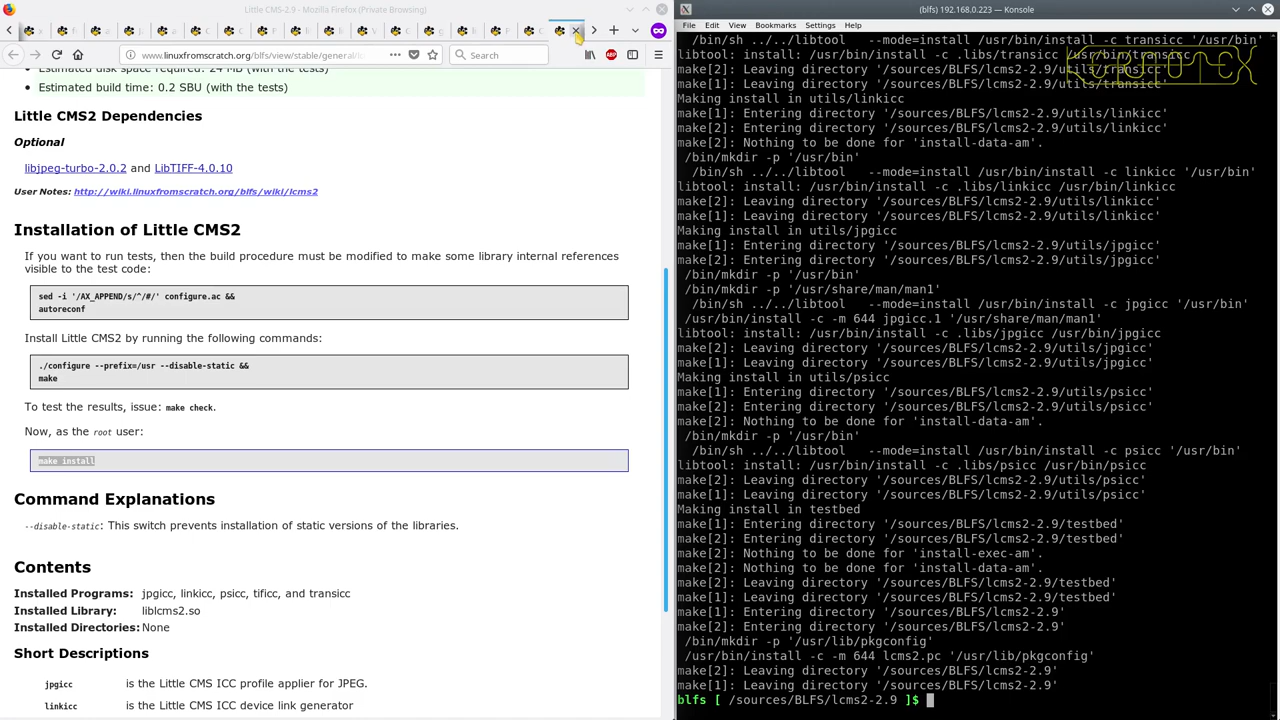 Little CMS-2.9 - Mozilla Firefox (Private Browsing)
www.linuxfromscratch.org/blfs/view/stable/general/
Search
Estimated disk space required: 24 MB (with the tests)
Estimated build time: 0.2 SBU (with the tests)
Little CMS2 Dependencies
Optional
libjpeg-turbo-2.0.2 and LibTIFF-4.0.10
User Notes: http://wiki.linuxfromscratch.org/blfs/wiki/lcms2
Installation of Little CMS2
If you want to run tests, then the build procedure must be modified to make some library internal references
visible to the test code:
sed -i '/AX_APPEND/s/^/#/' configure.ac &&
autoreconf
Install Little CMS2 by running the following commands:
./configure --prefix=/usr --disable-static &&
make
To test the results, issue: make check.
Now, as the root user:
make install
Command Explanations
--disable-static: This switch prevents installation of static versions of the libraries.
Contents
Installed Programs: jpgicc, linkicc, psicc, tificc, and transicc
Installed Library: liblcms2.so
Installed Directories: None
Short Descriptions
jpgicc is the Little CMS ICC profile applier for JPEG.
linkicc is the Little CMS ICC device link generator
(blfs) 192.168.0.223 — Konsole
File Edit View Bookmarks Settings Help
/bin/sh ../../libtool --mode=install /usr/bin/install -c transicc '/usr/bin'
libtool: install: /usr/bin/install -c .libs/transicc /usr/bin/transicc
make[2]: Leaving directory '/sources/BLFS/lcms2-2.9/utils/transicc'
make[1]: Leaving directory '/sources/BLFS/lcms2-2.9/utils/transicc'
Making install in utils/linkicc
make[1]: Entering directory '/sources/BLFS/lcms2-2.9/utils/linkicc'
make[2]: Entering directory '/sources/BLFS/lcms2-2.9/utils/linkicc'
make[2]: Nothing to be done for 'install-data-am'.
/bin/mkdir -p '/usr/bin'
/bin/sh ../../libtool --mode=install /usr/bin/install -c linkicc '/usr/bin'
libtool: install: /usr/bin/install -c .libs/linkicc /usr/bin/linkicc
make[2]: Leaving directory '/sources/BLFS/lcms2-2.9/utils/linkicc'
make[1]: Leaving directory '/sources/BLFS/lcms2-2.9/utils/linkicc'
Making install in utils/jpgicc
make[1]: Entering directory '/sources/BLFS/lcms2-2.9/utils/jpgicc'
make[2]: Entering directory '/sources/BLFS/lcms2-2.9/utils/jpgicc'
/bin/mkdir -p '/usr/bin'
/bin/mkdir -p '/usr/share/man/man1'
/bin/sh ../../libtool --mode=install /usr/bin/install -c jpgicc '/usr/bin'
/usr/bin/install -c -m 644 jpgicc.1 '/usr/share/man/man1'
libtool: install: /usr/bin/install -c .libs/jpgicc /usr/bin/jpgicc
make[2]: Leaving directory '/sources/BLFS/lcms2-2.9/utils/jpgicc'
make[1]: Leaving directory '/sources/BLFS/lcms2-2.9/utils/jpgicc'
Making install in utils/psicc
make[1]: Entering directory '/sources/BLFS/lcms2-2.9/utils/psicc'
make[2]: Entering directory '/sources/BLFS/lcms2-2.9/utils/psicc'
make[2]: Nothing to be done for 'install-data-am'.
/bin/mkdir -p '/usr/bin'
/bin/sh ../../libtool --mode=install /usr/bin/install -c psicc '/usr/bin'
libtool: install: /usr/bin/install -c .libs/psicc /usr/bin/psicc
make[2]: Leaving directory '/sources/BLFS/lcms2-2.9/utils/psicc'
make[1]: Leaving directory '/sources/BLFS/lcms2-2.9/utils/psicc'
Making install in testbed
make[1]: Entering directory '/sources/BLFS/lcms2-2.9/testbed'
make[2]: Entering directory '/sources/BLFS/lcms2-2.9/testbed'
make[2]: Nothing to be done for 'install-exec-am'.
make[2]: Nothing to be done for 'install-data-am'.
make[2]: Leaving directory '/sources/BLFS/lcms2-2.9/testbed'
make[1]: Leaving directory '/sources/BLFS/lcms2-2.9/testbed'
make[1]: Entering directory '/sources/BLFS/lcms2-2.9'
make[2]: Entering directory '/sources/BLFS/lcms2-2.9'
/bin/mkdir -p '/usr/lib/pkgconfig'
/usr/bin/install -c -m 644 lcms2.pc '/usr/lib/pkgconfig'
make[2]: Leaving directory '/sources/BLFS/lcms2-2.9'
make[1]: Leaving directory '/sources/BLFS/lcms2-2.9'
blfs [ /sources/BLFS/lcms2-2.9 ]$